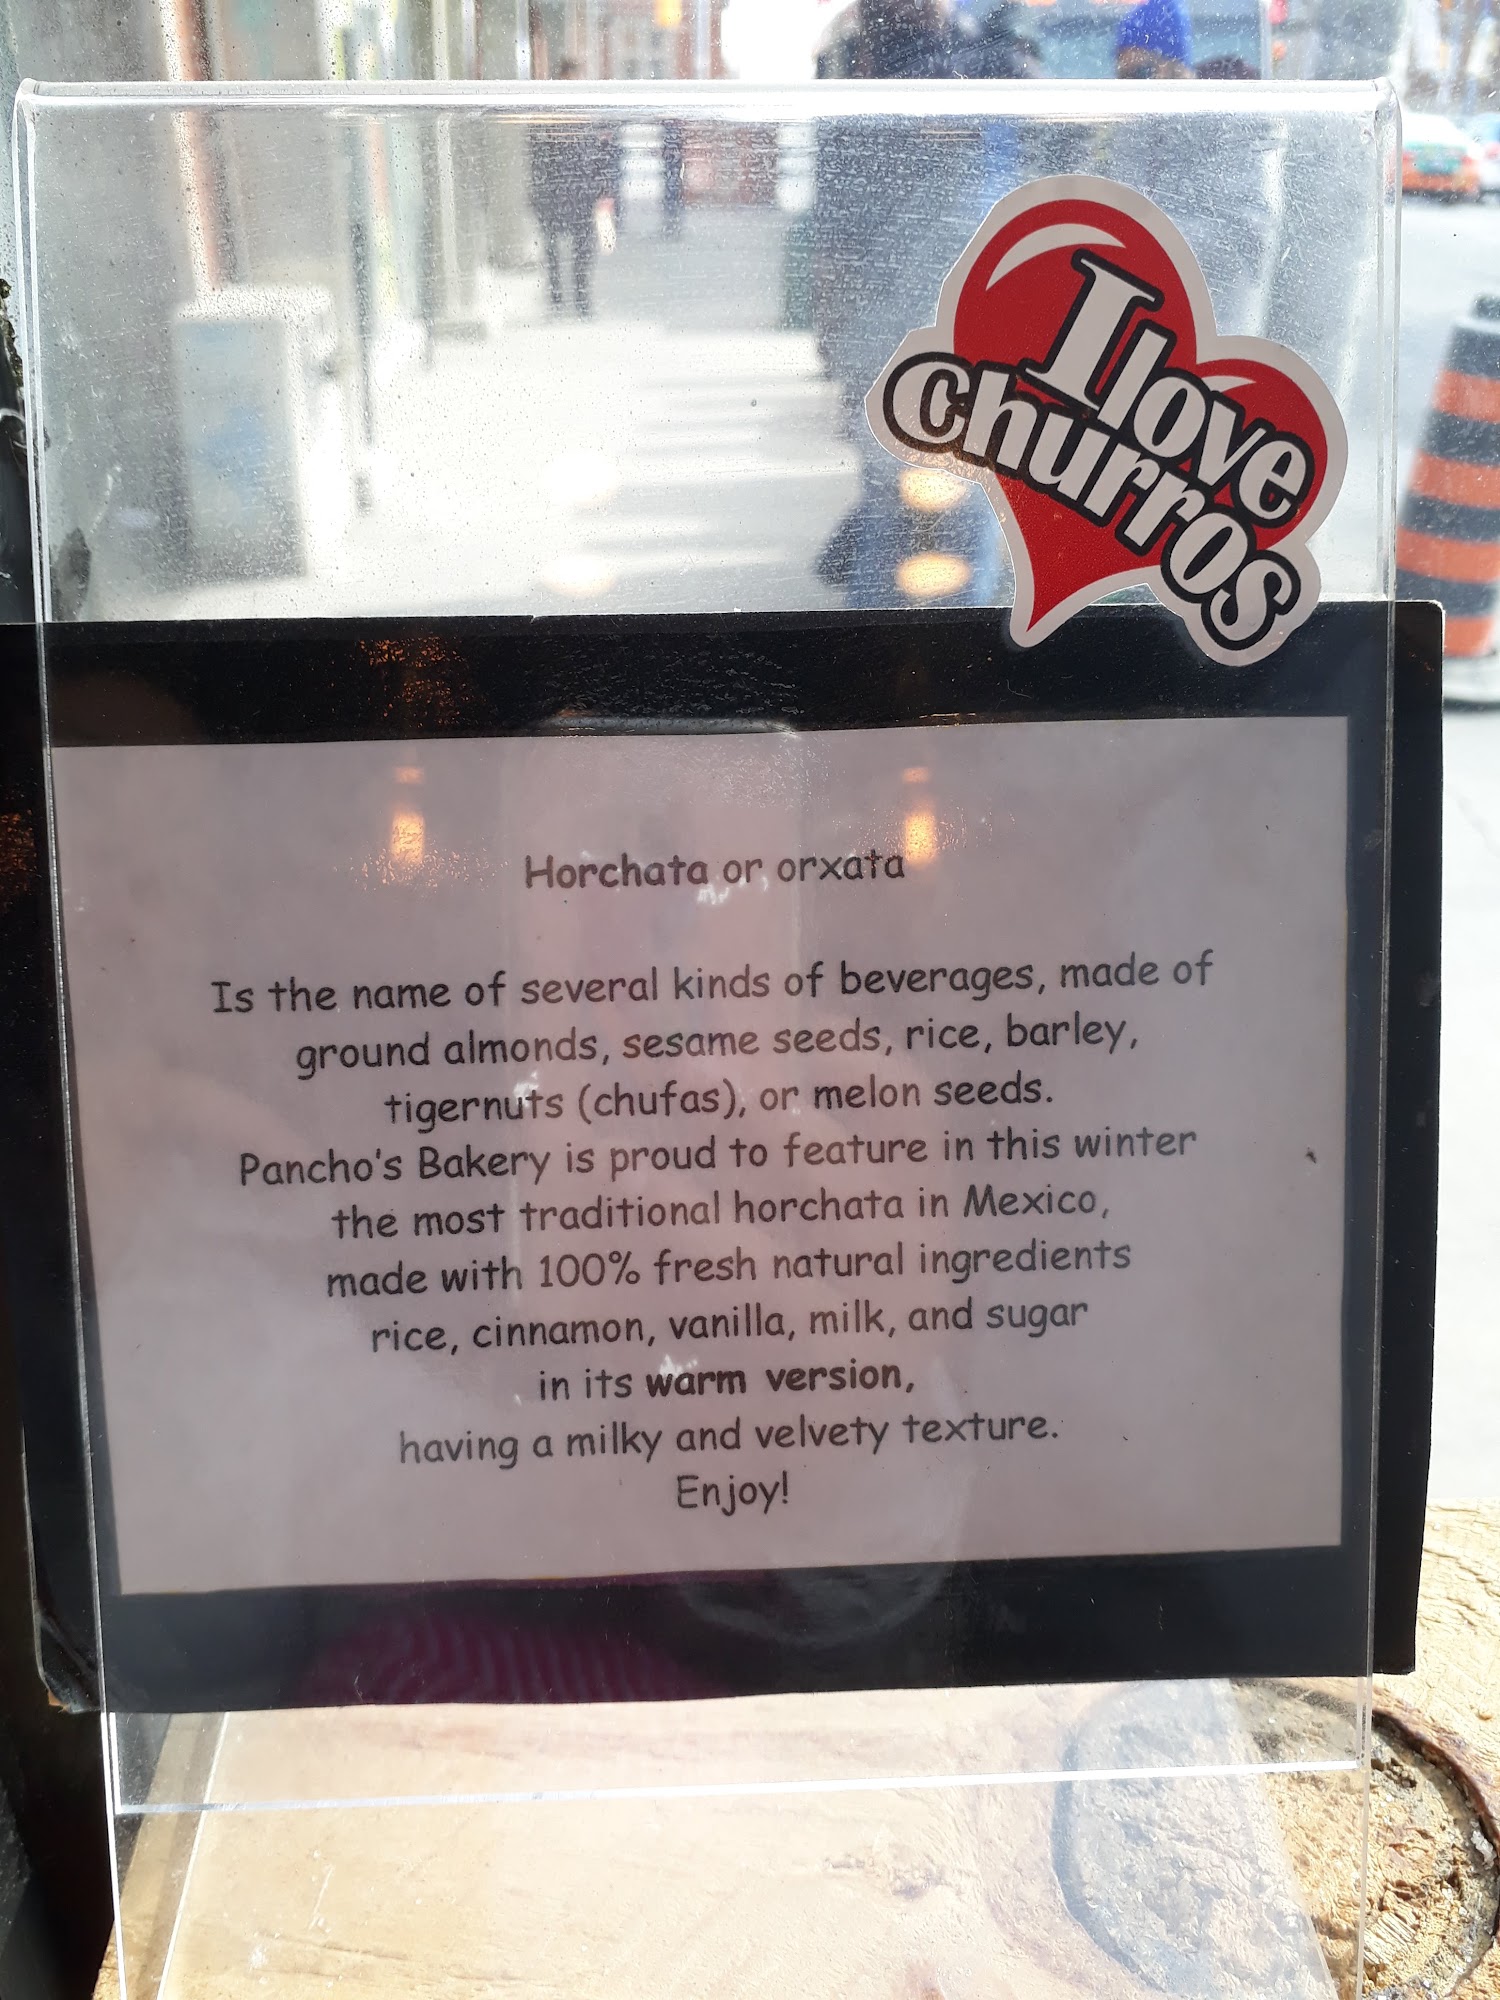 I love
churros
Horchata or orxata
Is the name of several kinds of beverages, made of
ground almonds, sesame seeds, rice, barley,
tigernuts (chufas), or melon seeds.
Pancho's Bakery is proud to feature in this winter
the most traditional horchata in Mexico,
made with 100% fresh natural ingredients
rice, cinnamon, vanilla, milk, and sugar
in its warm version,
having a milky and velvety texture.
Enjoy!